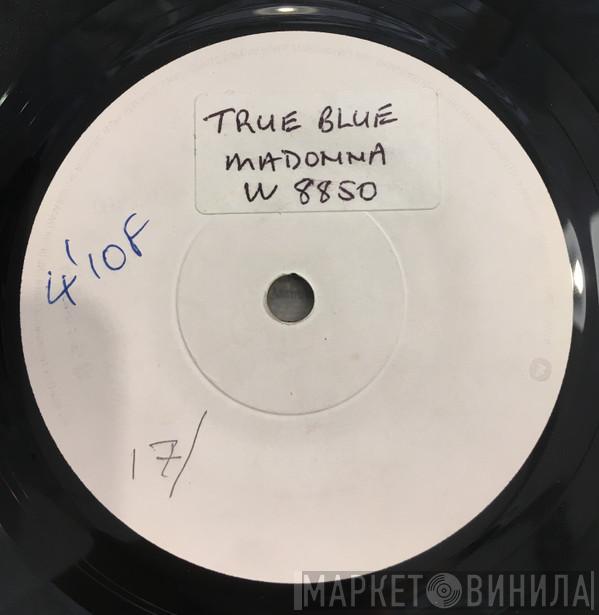 TRUE BLUE
MADONNA
W 8850
4'10F
17/
МАРКЕТ ВИНИЛА